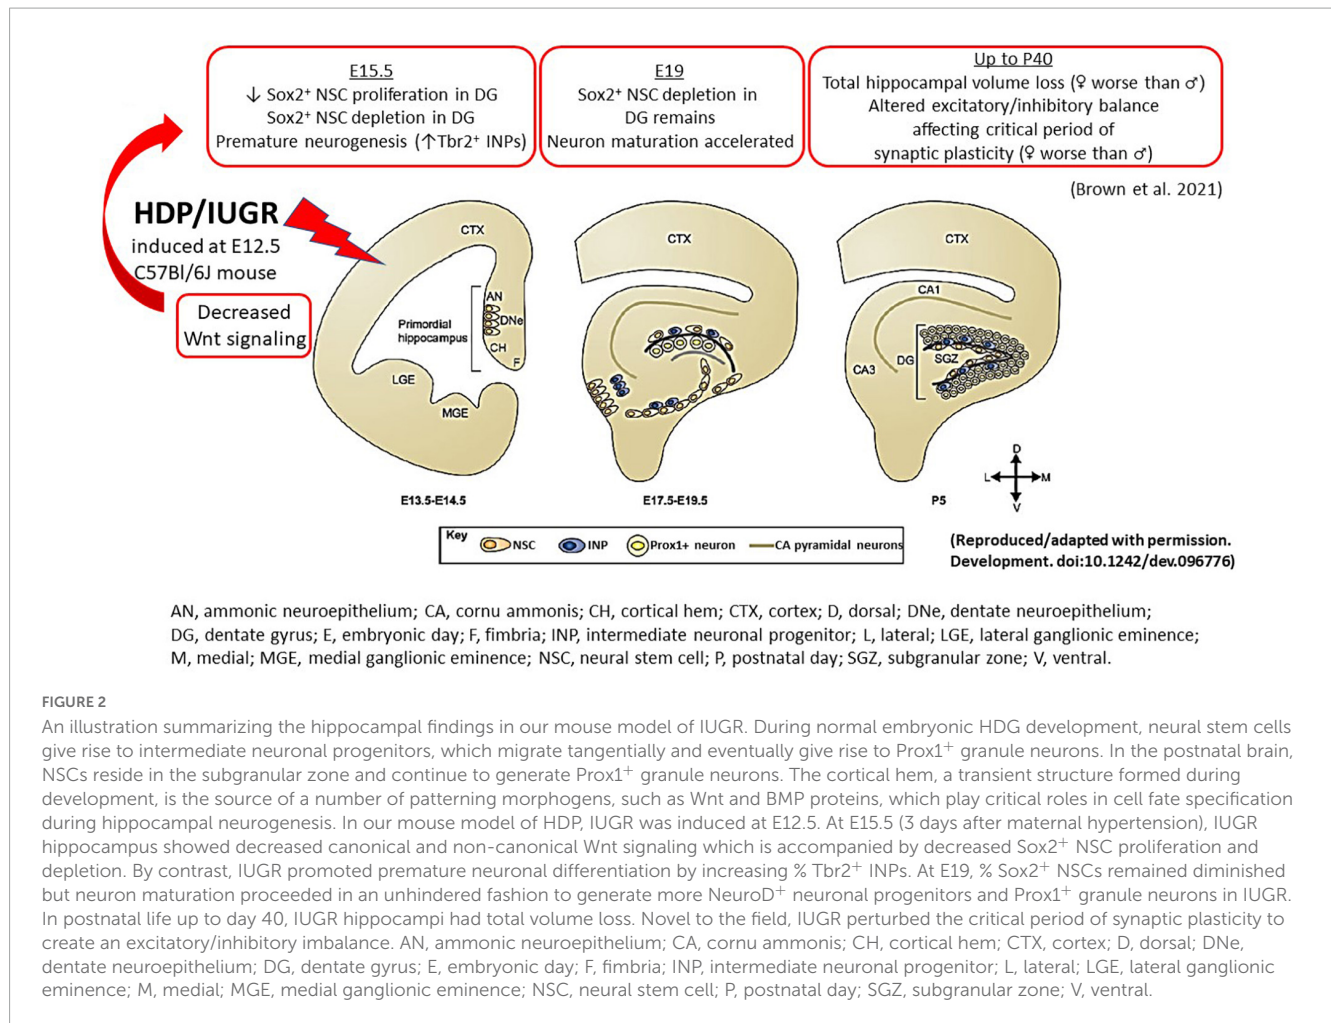 E15.5
↓ Sox2⁺ NSC proliferation in DG
Sox2⁺ NSC depletion in DG
Premature neurogenesis (↑Tbr2⁺ INPs)
E19
Sox2⁺ NSC depletion in
DG remains
Neuron maturation accelerated
Up to P40
Total hippocampal volume loss (♀ worse than ♂)
Altered excitatory/inhibitory balance
affecting critical period of
synaptic plasticity (♀ worse than ♂)
(Brown et al. 2021)
HDP/IUGR
induced at E12.5
C57Bl/6J mouse
Decreased
Wnt signaling
CTX
AN
DNe
Primordial
hippocampus
CH
F
LGE
MGE
E13.5-E14.5
CTX
E17.5-E19.5
CTX
CA1
DG
SGZ
CA3
P5
D
L
M
V
Key
NSC
INP
Prox1+ neuron
CA pyramidal neurons
(Reproduced/adapted with permission.
Development. doi:10.1242/dev.096776)
AN, ammonic neuroepithelium; CA, cornu ammonis; CH, cortical hem; CTX, cortex; D, dorsal; DNe, dentate neuroepithelium;
DG, dentate gyrus; E, embryonic day; F, fimbria; INP, intermediate neuronal progenitor; L, lateral; LGE, lateral ganglionic eminence;
M, medial; MGE, medial ganglionic eminence; NSC, neural stem cell; P, postnatal day; SGZ, subgranular zone; V, ventral.
FIGURE 2
An illustration summarizing the hippocampal findings in our mouse model of IUGR. During normal embryonic HDG development, neural stem cells
give rise to intermediate neuronal progenitors, which migrate tangentially and eventually give rise to Prox1⁺ granule neurons. In the postnatal brain,
NSCs reside in the subgranular zone and continue to generate Prox1⁺ granule neurons. The cortical hem, a transient structure formed during
development, is the source of a number of patterning morphogens, such as Wnt and BMP proteins, which play critical roles in cell fate specification
during hippocampal neurogenesis. In our mouse model of HDP, IUGR was induced at E12.5. At E15.5 (3 days after maternal hypertension), IUGR
hippocampus showed decreased canonical and non-canonical Wnt signaling which is accompanied by decreased Sox2⁺ NSC proliferation and
depletion. By contrast, IUGR promoted premature neuronal differentiation by increasing % Tbr2⁺ INPs. At E19, % Sox2⁺ NSCs remained diminished
but neuron maturation proceeded in an unhindered fashion to generate more NeuroD⁺ neuronal progenitors and Prox1⁺ granule neurons in IUGR.
In postnatal life up to day 40, IUGR hippocampi had total volume loss. Novel to the field, IUGR perturbed the critical period of synaptic plasticity to
create an excitatory/inhibitory imbalance. AN, ammonic neuroepithelium; CA, cornu ammonis; CH, cortical hem; CTX, cortex; D, dorsal; DNe,
dentate neuroepithelium; DG, dentate gyrus; E, embryonic day; F, fimbria; INP, intermediate neuronal progenitor; L, lateral; LGE, lateral ganglionic
eminence; M, medial; MGE, medial ganglionic eminence; NSC, neural stem cell; P, postnatal day; SGZ, subgranular zone; V, ventral.